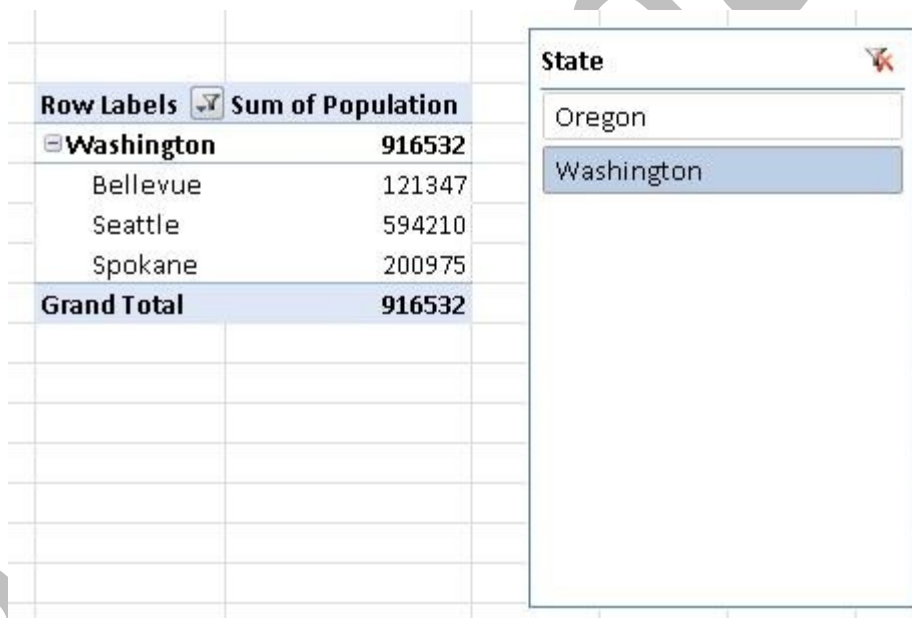 Row Labels Sum of Population
Washington 916532
Bellevue 121347
Seattle 594210
Spokane 200975
Grand Total 916532
State
Oregon
Washington